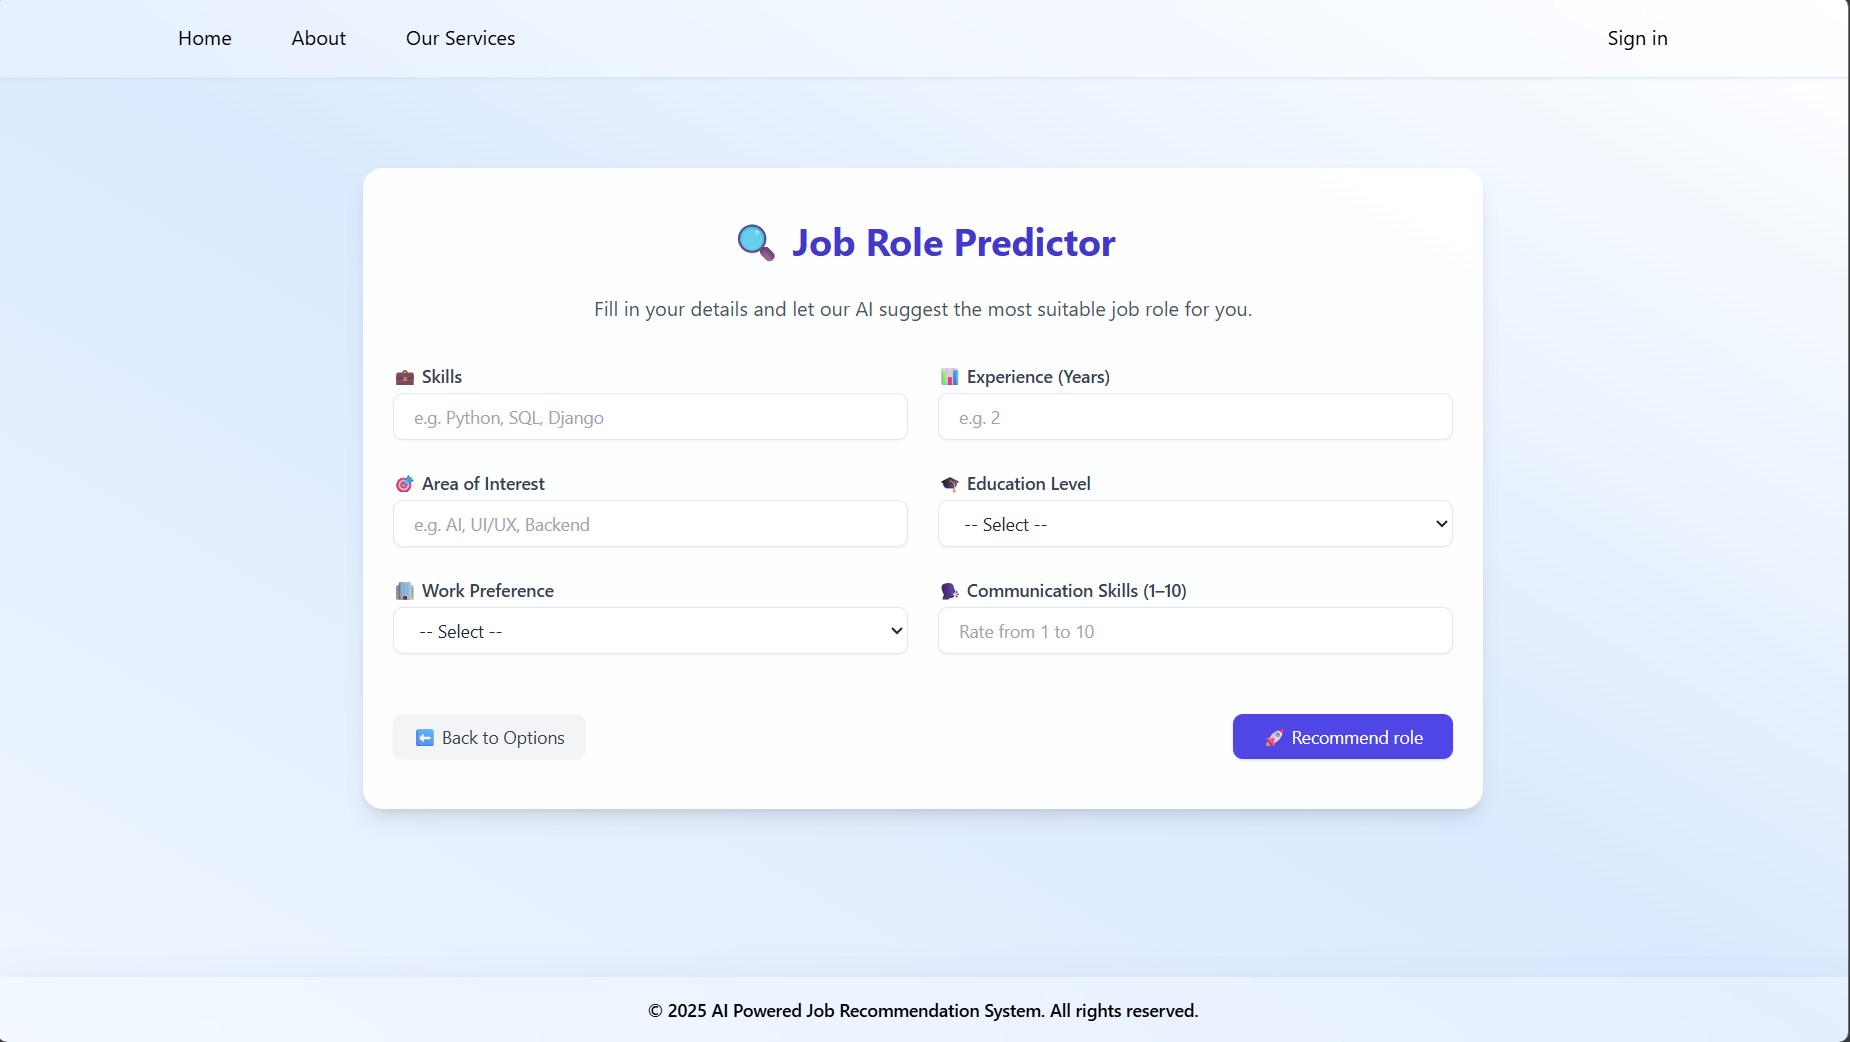 Home About Our Services Sign in
Job Role Predictor
Fill in your details and let our AI suggest the most suitable job role for you.
Skills
e.g. Python, SQL, Django
Experience (Years)
e.g. 2
Area of Interest
e.g. AI, UI/UX, Backend
Education Level
-- Select --
Work Preference
-- Select --
Communication Skills (1–10)
Rate from 1 to 10
Back to Options
Recommend role
© 2025 AI Powered Job Recommendation System. All rights reserved.